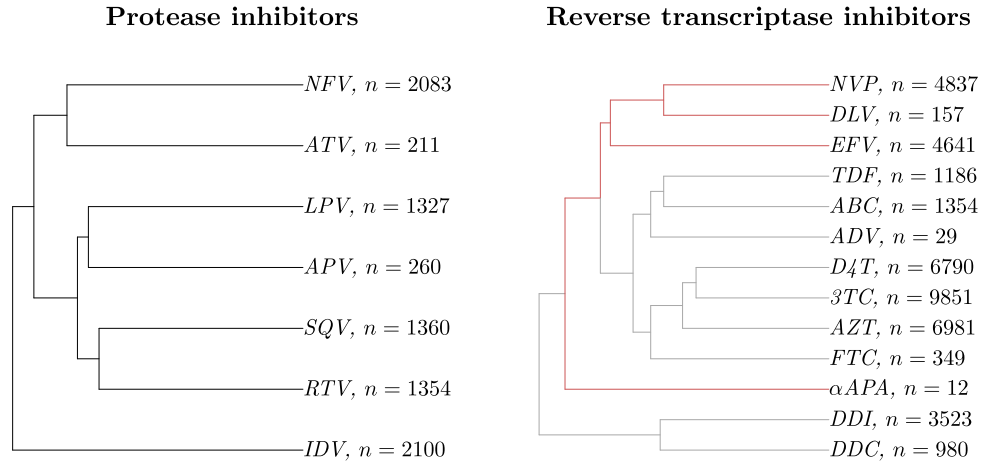 Protease inhibitors
NFV, n = 2083
ATV, n = 211
LPV, n = 1327
APV, n = 260
SQV, n = 1360
RTV, n = 1354
IDV, n = 2100
Reverse transcriptase inhibitors
NVP, n = 4837
DLV, n = 157
EFV, n = 4641
TDF, n = 1186
ABC, n = 1354
ADV, n = 29
D4T, n = 6790
3TC, n = 9851
AZT, n = 6981
FTC, n = 349
αAPA, n = 12
DDI, n = 3523
DDC, n = 980